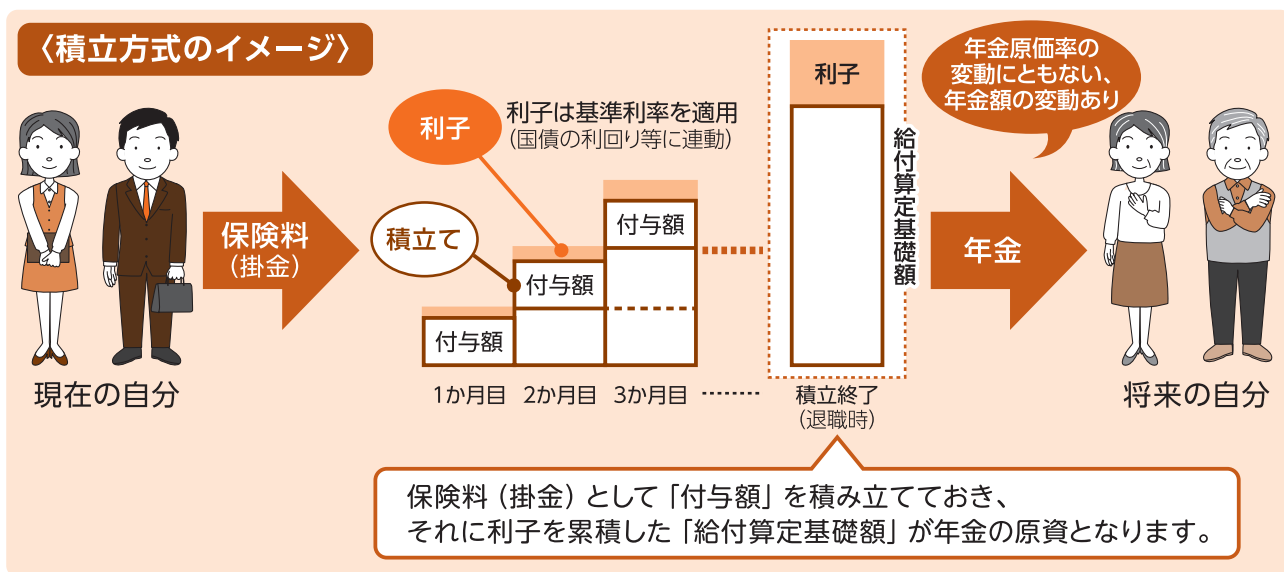 〈積立方式のイメージ〉
現在の自分
保険料
（掛金）
利子
利子は基準利率を適用
（国債の利回り等に連動）
積立て
付与額
付与額
付与額
1か月目
2か月目
3か月目
利子
給付算定基礎額
積立終了
（退職時）
年金
年金原価率の
変動にともない、
年金額の変動あり
将来の自分
保険料（掛金）として「付与額」を積み立てておき、
それに利子を累積した「給付算定基礎額」が年金の原資となります。